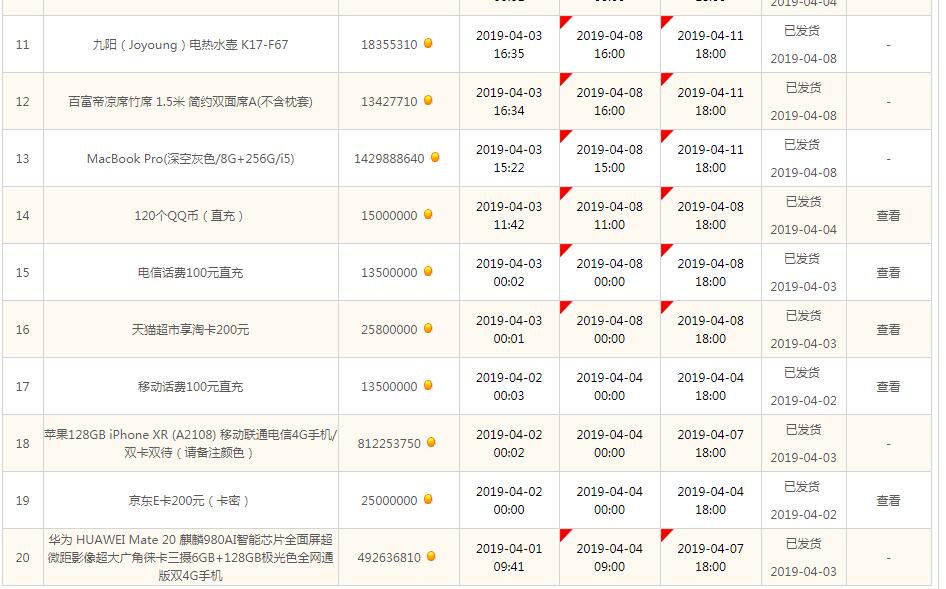 2019-04-04
11 九阳（Joyoung）电热水壶 K17-F67 18355310 2019-04-03 16:35 2019-04-08 16:00 2019-04-11 18:00 已发货 2019-04-08 -
12 百富帝凉席竹席 1.5米 简约双面席A(不含枕套) 13427710 2019-04-03 16:34 2019-04-08 16:00 2019-04-11 18:00 已发货 2019-04-08 -
13 MacBook Pro(深空灰色/8G+256G/i5) 1429888640 2019-04-03 15:22 2019-04-08 15:00 2019-04-11 18:00 已发货 2019-04-08 -
14 120个QQ币（直充） 15000000 2019-04-03 11:42 2019-04-08 11:00 2019-04-08 18:00 已发货 2019-04-04 查看
15 电信话费100元直充 13500000 2019-04-03 00:02 2019-04-08 00:00 2019-04-08 18:00 已发货 2019-04-03 查看
16 天猫超市享淘卡200元 25800000 2019-04-03 00:01 2019-04-08 00:00 2019-04-08 18:00 已发货 2019-04-03 查看
17 移动话费100元直充 13500000 2019-04-02 00:03 2019-04-04 00:00 2019-04-04 18:00 已发货 2019-04-02 查看
18 苹果128GB iPhone XR (A2108) 移动联通电信4G手机/
双卡双待（请备注颜色） 812253750 2019-04-02 00:02 2019-04-04 00:00 2019-04-07 18:00 已发货 2019-04-03 -
19 京东E卡200元（卡密） 25000000 2019-04-02 00:00 2019-04-04 00:00 2019-04-04 18:00 已发货 2019-04-02 查看
20 华为 HUAWEI Mate 20 麒麟980AI智能芯片全面屏超
微距影像超大广角徕卡三摄6GB+128GB极光色全网通
版双4G手机 492636810 2019-04-01 09:41 2019-04-04 09:00 2019-04-07 18:00 已发货 2019-04-03 -